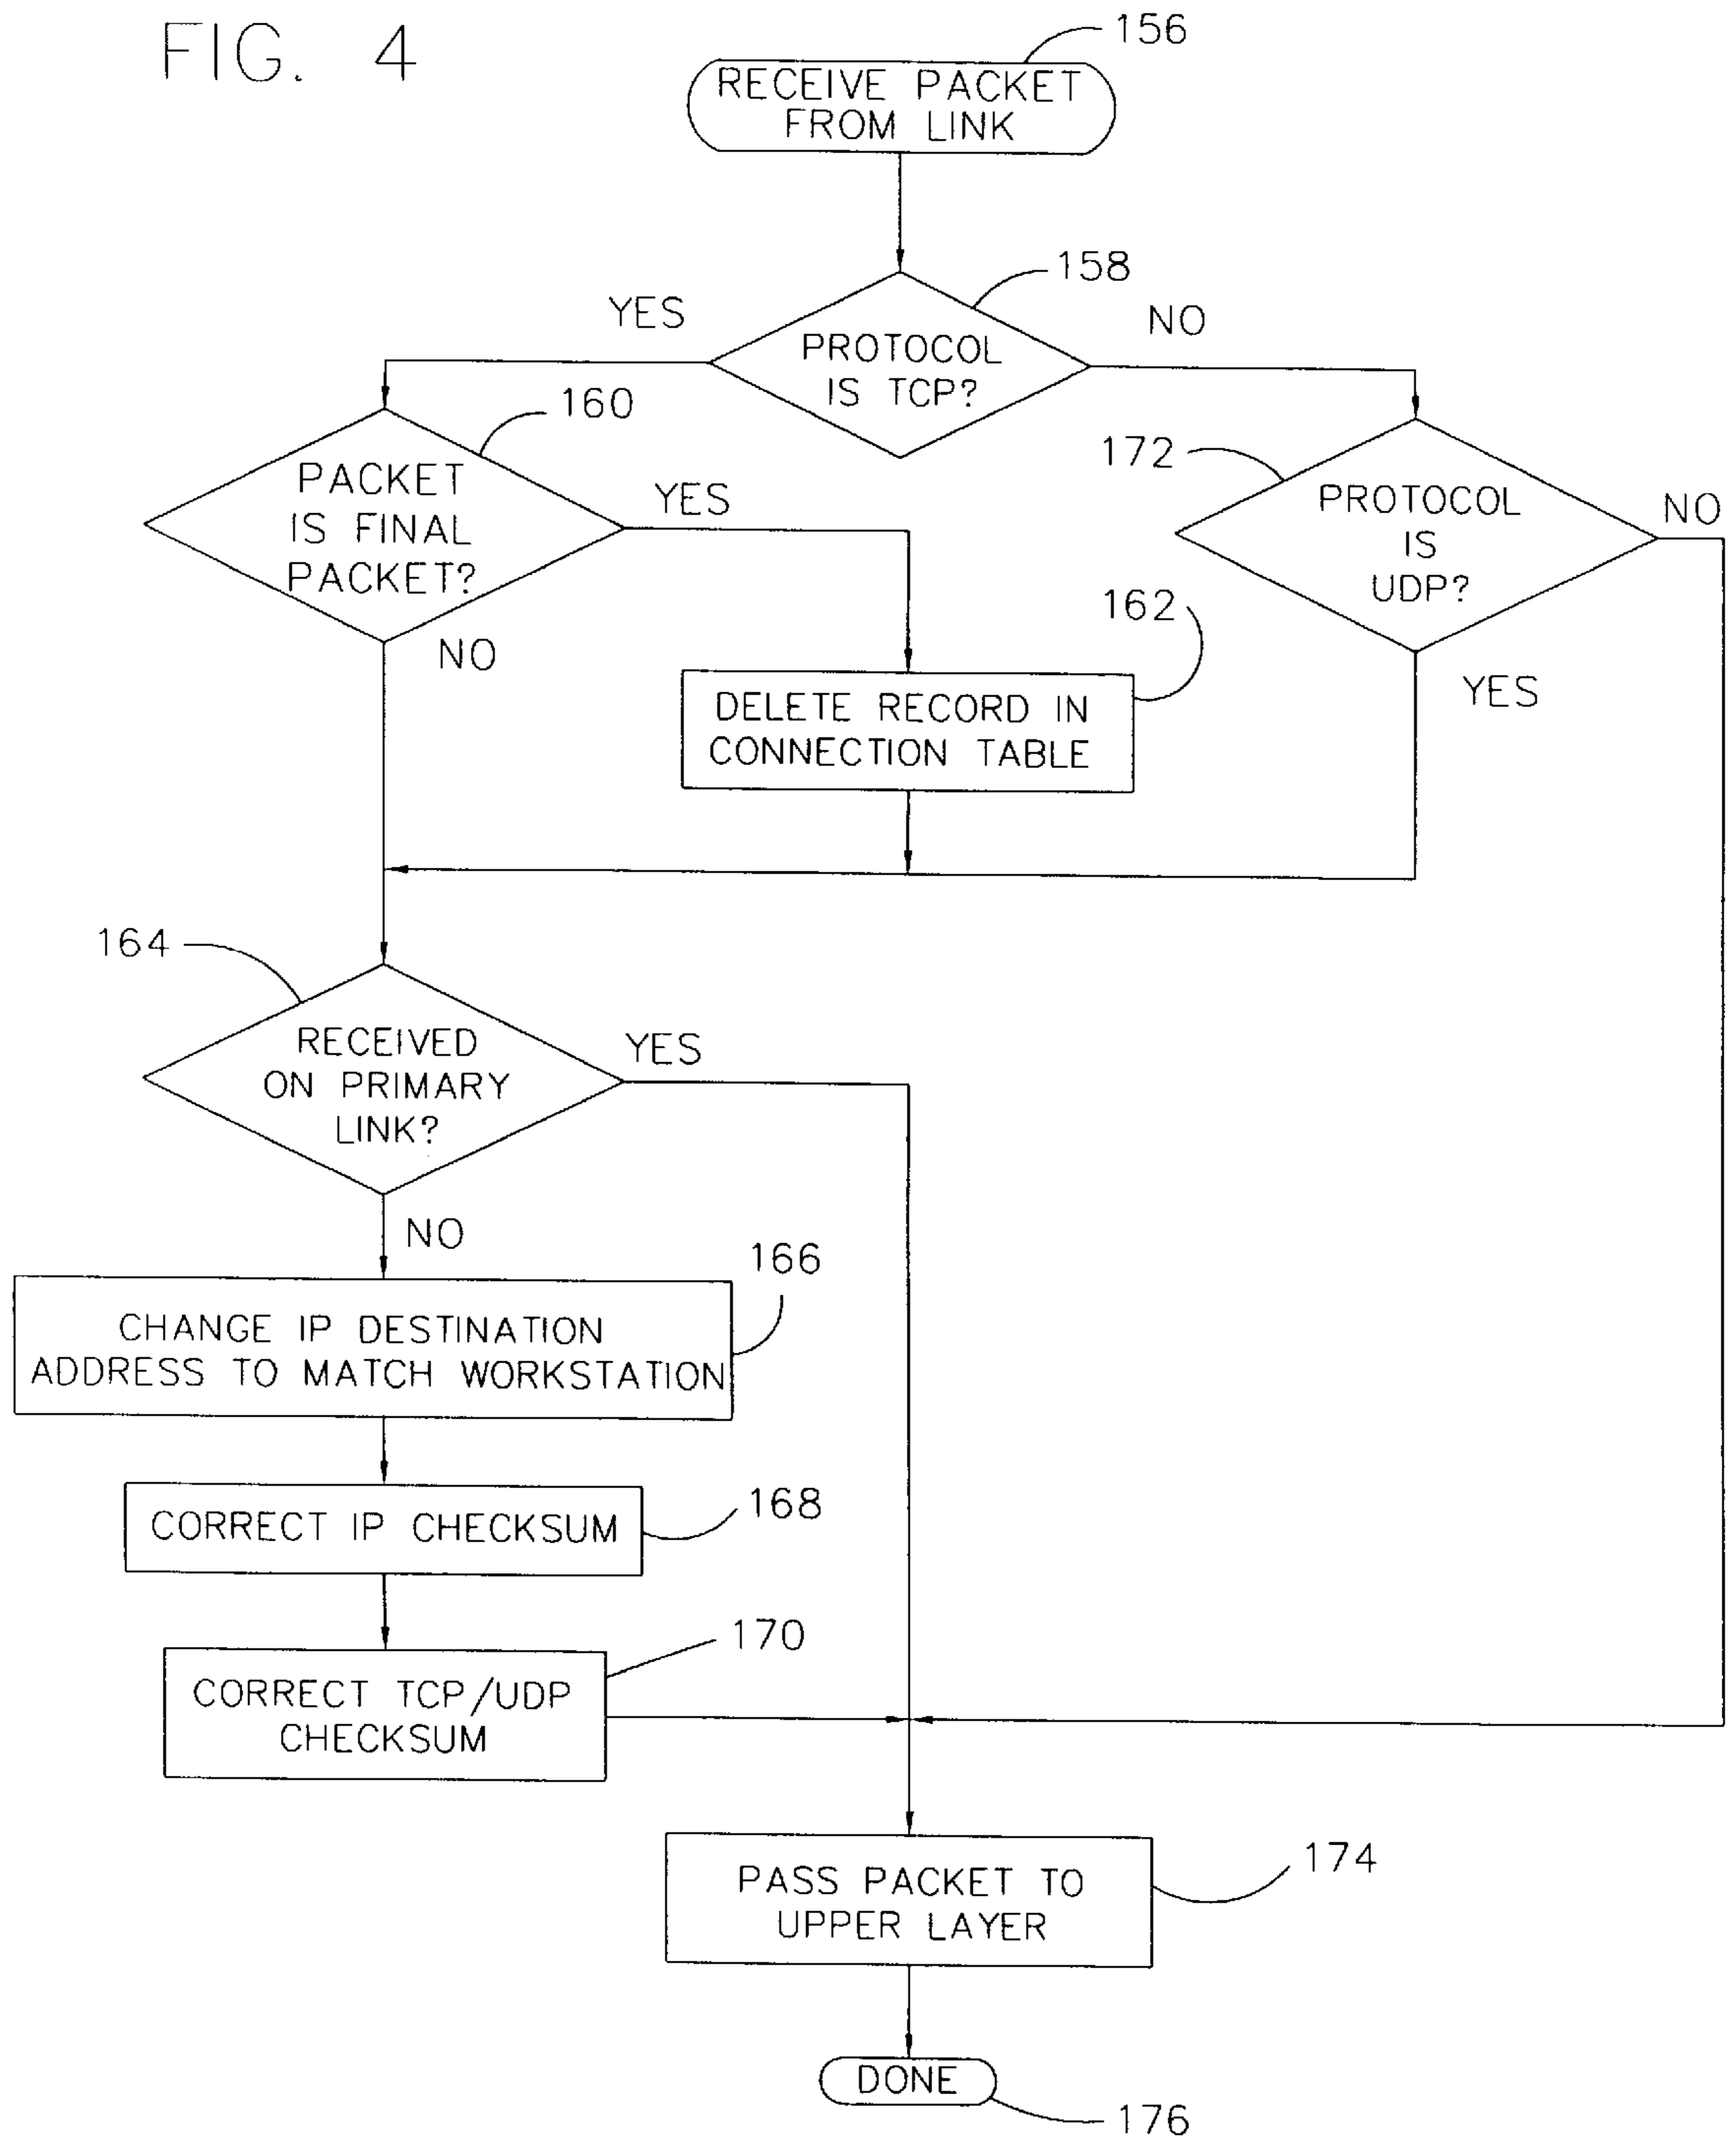 FIG. 4
156
RECEIVE PACKET
FROM LINK
158
YES
NO
PROTOCOL
IS TCP?
160
172
PACKET
IS FINAL
PACKET?
YES
PROTOCOL
IS
UDP?
NO
162
NO
YES
DELETE RECORD IN
CONNECTION TABLE
164
RECEIVED
ON PRIMARY
LINK?
YES
NO
166
CHANGE IP DESTINATION
ADDRESS TO MATCH WORKSTATION
168
CORRECT IP CHECKSUM
170
CORRECT TCP/UDP
CHECKSUM
174
PASS PACKET TO
UPPER LAYER
DONE
176